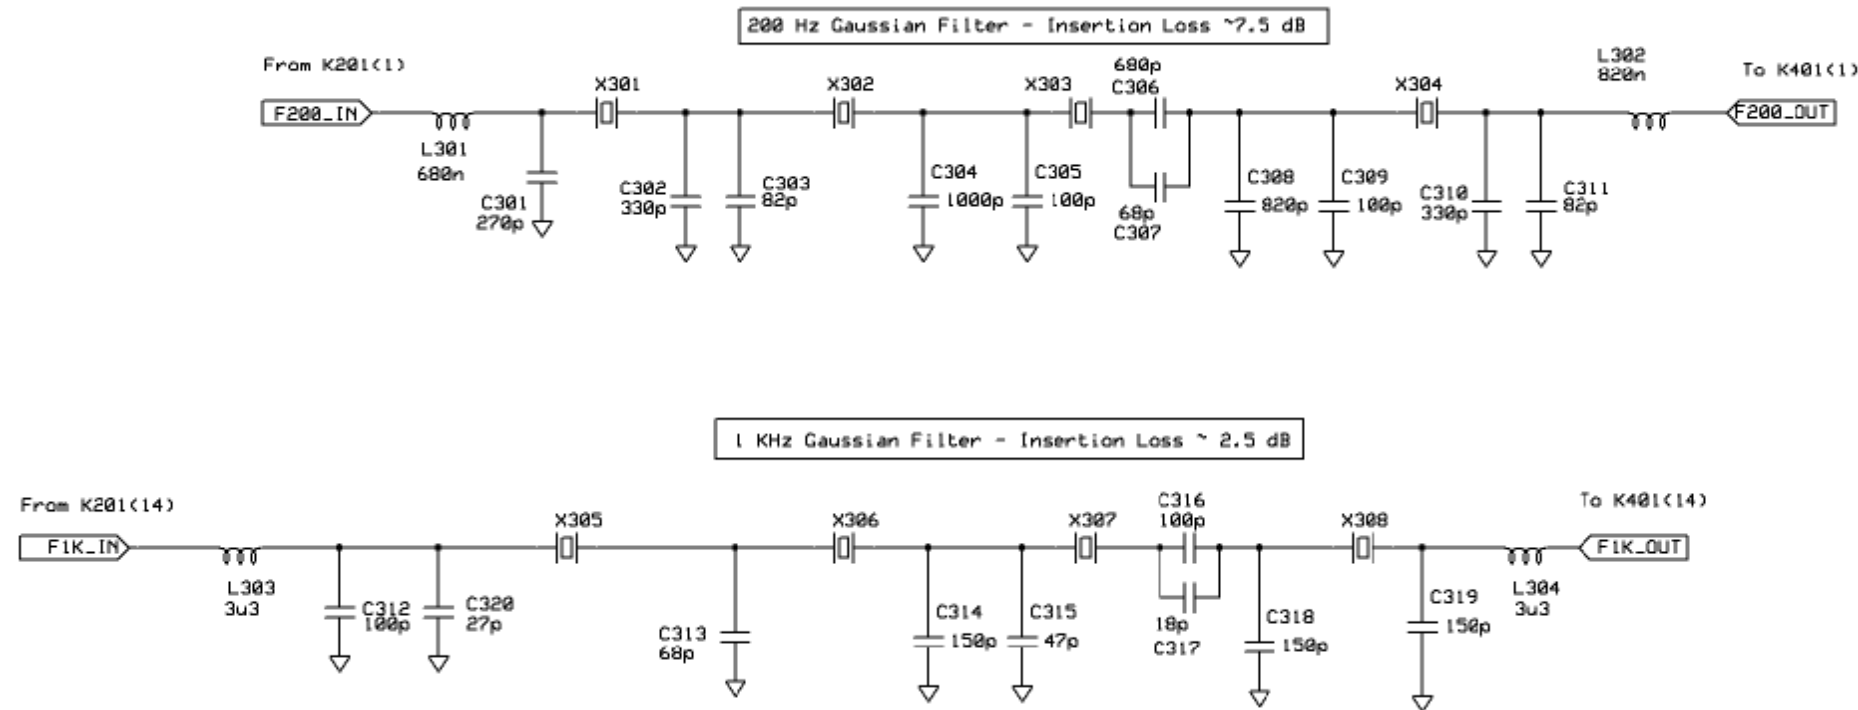 200 Hz Gaussian Filter - Insertion Loss ~7.5 dB
From K201(1)
F200_IN
L301
680n
C301
270p
X301
C302
330p
C303
82p
X302
C304
1000p
C305
100p
X303
680p
C306
68p
C307
C308
820p
C309
100p
X304
C310
330p
C311
82p
L302
820n
To K401(1)
F200_OUT
1 KHz Gaussian Filter - Insertion Loss ~ 2.5 dB
From K201(14)
F1K_IN
L303
3u3
C312
100p
C320
27p
X305
C313
68p
X306
C314
150p
C315
47p
X307
C316
100p
18p
C317
C318
150p
X308
C319
150p
L304
3u3
To K401(14)
F1K_OUT